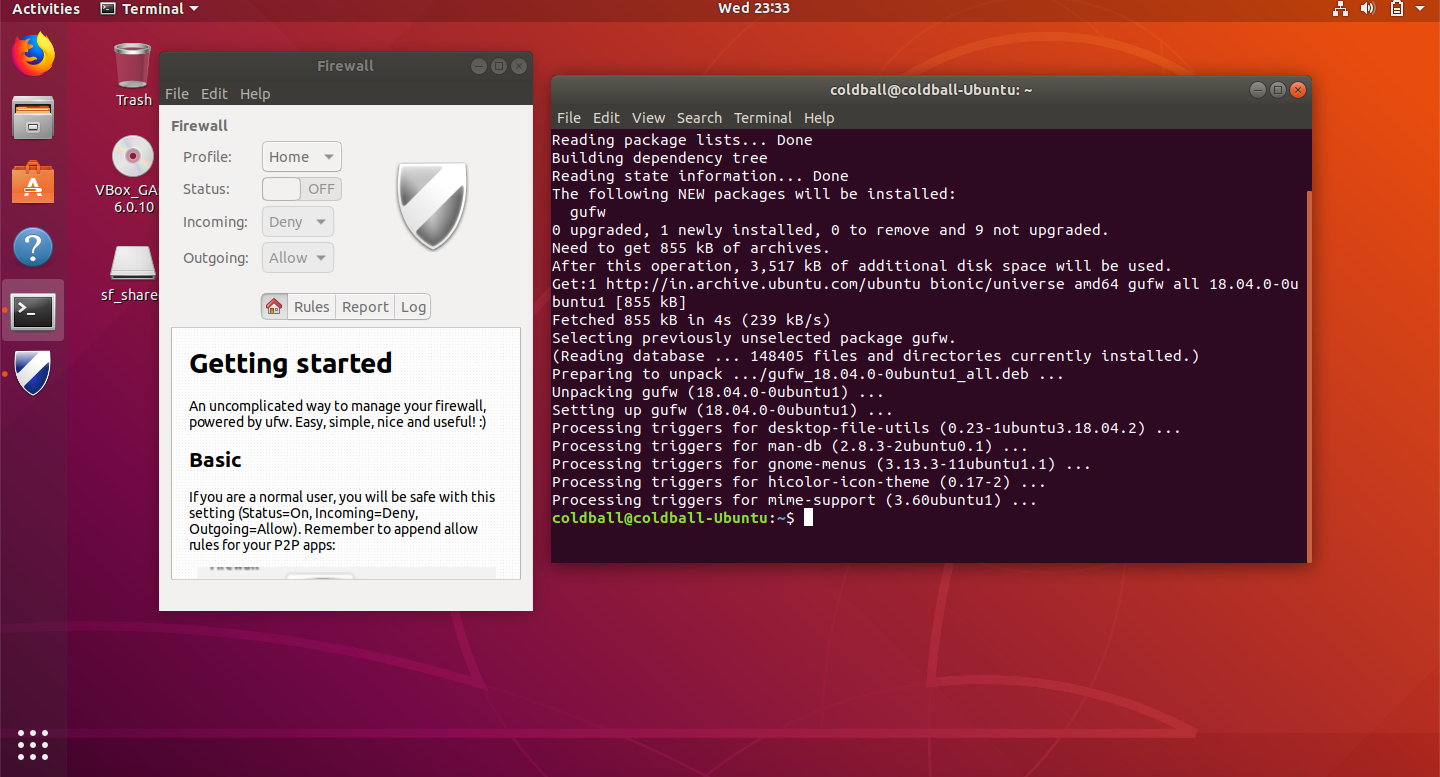 Activities
Terminal
Wed 23:33
Trash
VBox_GA
6.0.10
sf_share
Firewall
File Edit Help
Firewall
Profile: Home
Status: OFF
Incoming: Deny
Outgoing: Allow
Rules Report Log
Getting started
An uncomplicated way to manage your firewall,
powered by ufw. Easy, simple, nice and useful! :)
Basic
If you are a normal user, you will be safe with this
setting (Status=On, Incoming=Deny,
Outgoing=Allow). Remember to append allow
rules for your P2P apps:
coldball@coldball-Ubuntu: ~
File Edit View Search Terminal Help
Reading package lists... Done
Building dependency tree
Reading state information... Done
The following NEW packages will be installed:
  gufw
0 upgraded, 1 newly installed, 0 to remove and 9 not upgraded.
Need to get 855 kB of archives.
After this operation, 3,517 kB of additional disk space will be used.
Get:1 http://in.archive.ubuntu.com/ubuntu bionic/universe amd64 gufw all 18.04.0-0u
buntu1 [855 kB]
Fetched 855 kB in 4s (239 kB/s)
Selecting previously unselected package gufw.
(Reading database ... 148405 files and directories currently installed.)
Preparing to unpack .../gufw_18.04.0-0ubuntu1_all.deb ...
Unpacking gufw (18.04.0-0ubuntu1) ...
Setting up gufw (18.04.0-0ubuntu1) ...
Processing triggers for desktop-file-utils (0.23-1ubuntu3.18.04.2) ...
Processing triggers for man-db (2.8.3-2ubuntu0.1) ...
Processing triggers for gnome-menus (3.13.3-11ubuntu1.1) ...
Processing triggers for hicolor-icon-theme (0.17-2) ...
Processing triggers for mime-support (3.60ubuntu1) ...
coldball@coldball-Ubuntu:~$